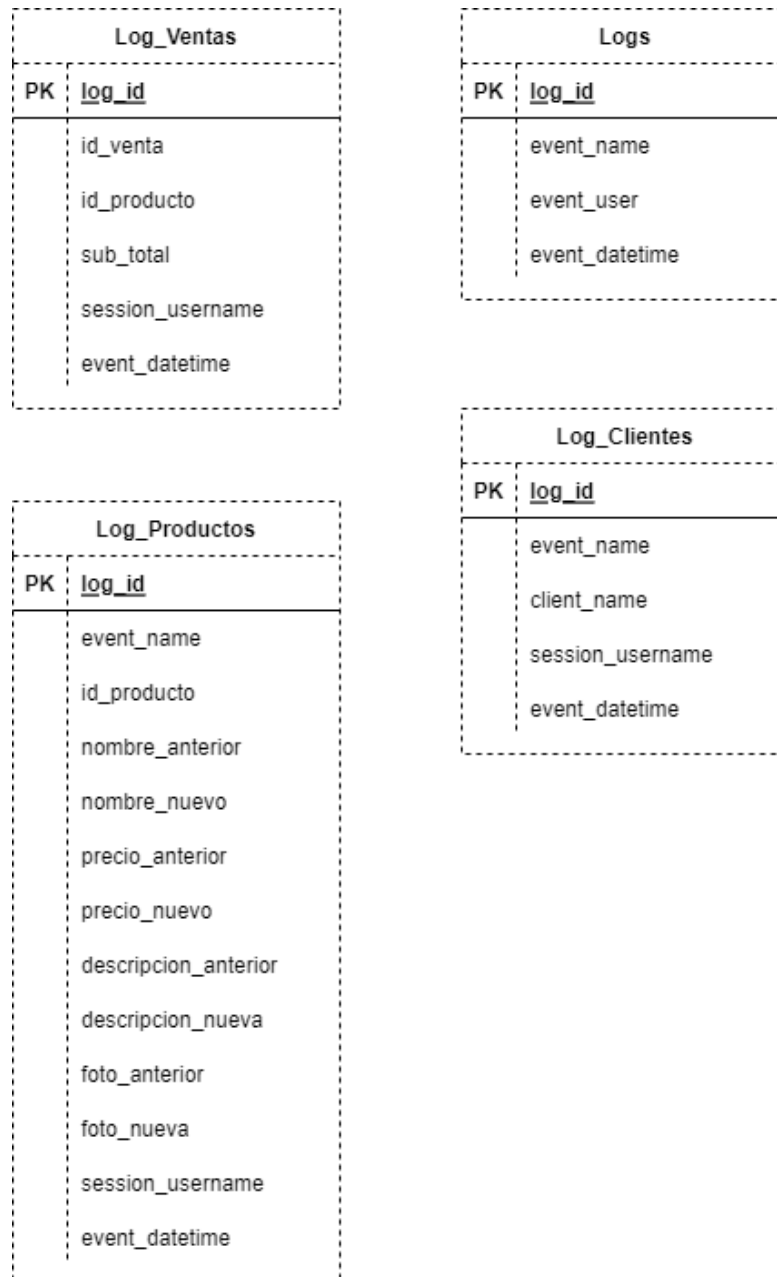 Log_Ventas
PK log_id
id_venta
id_producto
sub_total
session_username
event_datetime
Logs
PK log_id
event_name
event_user
event_datetime
Log_Productos
PK log_id
event_name
id_producto
nombre_anterior
nombre_nuevo
precio_anterior
precio_nuevo
descripcion_anterior
descripcion_nueva
foto_anterior
foto_nueva
session_username
event_datetime
Log_Clientes
PK log_id
event_name
client_name
session_username
event_datetime